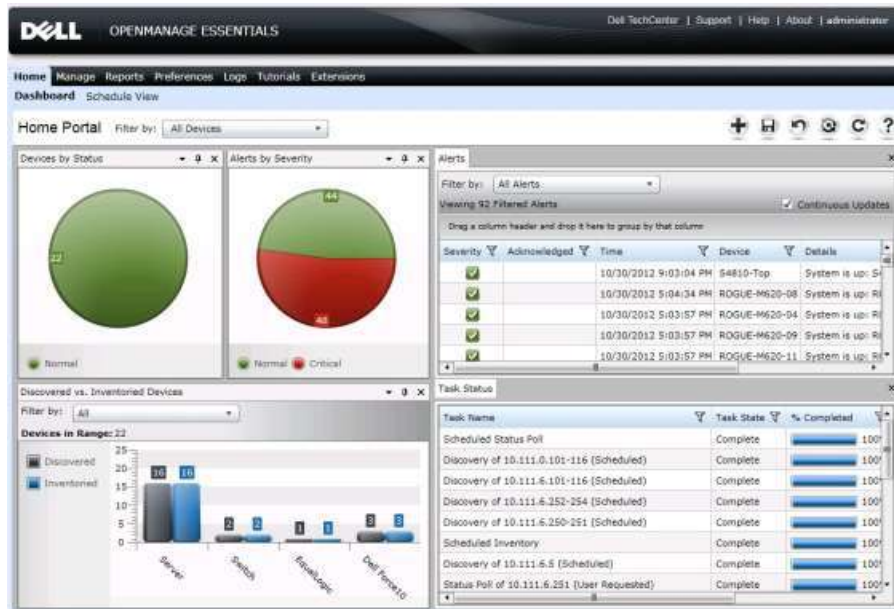 DELL OPENMANAGE ESSENTIALS
Dell TechCenter | Support | Help | About | administrator
Home Manage Reports Preferences Logs Tutorials Extensions
Dashboard Schedule View
Home Portal Filter by: All Devices
Devices by Status
22
Normal
Alerts by Severity
44
48
Normal Critical
Alerts
Filter by: All Alerts
Viewing 92 Filtered Alerts Continuous Updates
Drag a column header and drop it here to group by that column
Severity Acknowledged Time Device Details
10/30/2012 9:03:04 PM S4810-Top System is up:
10/30/2012 5:04:34 PM ROGUE-M620-08 System is up:
10/30/2012 5:03:57 PM ROGUE-M620-04 System is up:
10/30/2012 5:03:57 PM ROGUE-M620-09 System is up:
10/30/2012 5:03:57 PM ROGUE-M620-11 System is up:
Discovered vs. Inventoried Devices
Filter by: All
Devices in Range: 22
Discovered
Inventoried
25
20
15
10
5
0
16 16
2 2
1 1
3 3
Server
Switch
EqualLogic
Dell Force10
Task Status
Task Name Task State % Completed
Scheduled Status Poll Complete 100
Discovery of 10.111.0.101-116 (Scheduled) Complete 100
Discovery of 10.111.6.101-116 (Scheduled) Complete 100
Discovery of 10.111.6.252-254 (Scheduled) Complete 100
Discovery of 10.111.6.250-251 (Scheduled) Complete 100
Scheduled Inventory Complete 100
Discovery of 10.111.6.5 (Scheduled) Complete 100
Status Poll of 10.111.6.251 (User Requested) Complete 100